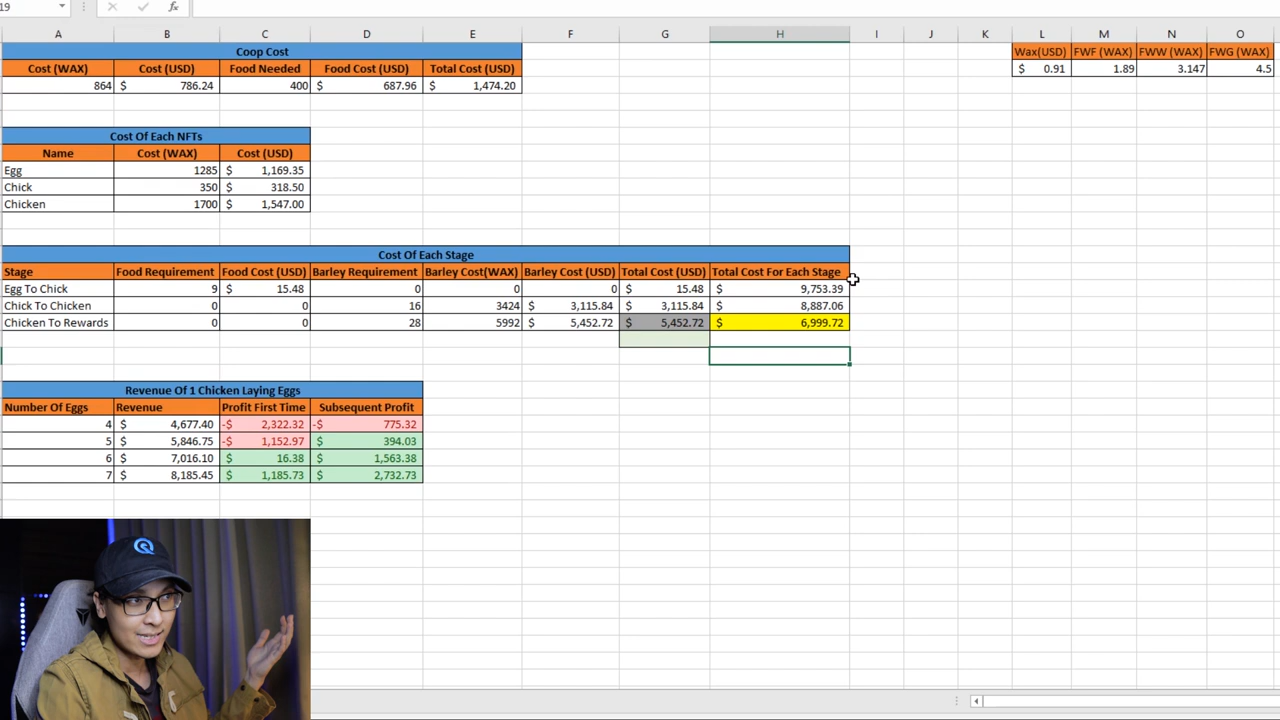 19 fx
A B C D E F G H I J K L M N O
Coop Cost
Cost (WAX) Cost (USD) Food Needed Food Cost (USD) Total Cost (USD)
864 $ 786.24 400 $ 687.96 $ 1,474.20
Wax(USD) FWF (WAX) FWW (WAX) FWG (WAX)
$ 0.91 1.89 3.147 4.5
Cost Of Each NFTs
Name Cost (WAX) Cost (USD)
Egg 1285 $ 1,169.35
Chick 350 $ 318.50
Chicken 1700 $ 1,547.00
Cost Of Each Stage
Stage Food Requirement Food Cost (USD) Barley Requirement Barley Cost(WAX) Barley Cost (USD) Total Cost (USD) Total Cost For Each Stage
Egg To Chick 9 $ 15.48 0 0 0 $ 15.48 $ 9,753.39
Chick To Chicken 0 0 16 3424 $ 3,115.84 $ 3,115.84 $ 8,887.06
Chicken To Rewards 0 0 28 5992 $ 5,452.72 $ 5,452.72 $ 6,999.72
Revenue Of 1 Chicken Laying Eggs
Number Of Eggs Revenue Profit First Time Subsequent Profit
4 $ 4,677.40 -$ 2,322.32 -$ 775.32
5 $ 5,846.75 -$ 1,152.97 $ 394.03
6 $ 7,016.10 $ 16.38 $ 1,563.38
7 $ 8,185.45 $ 1,185.73 $ 2,732.73